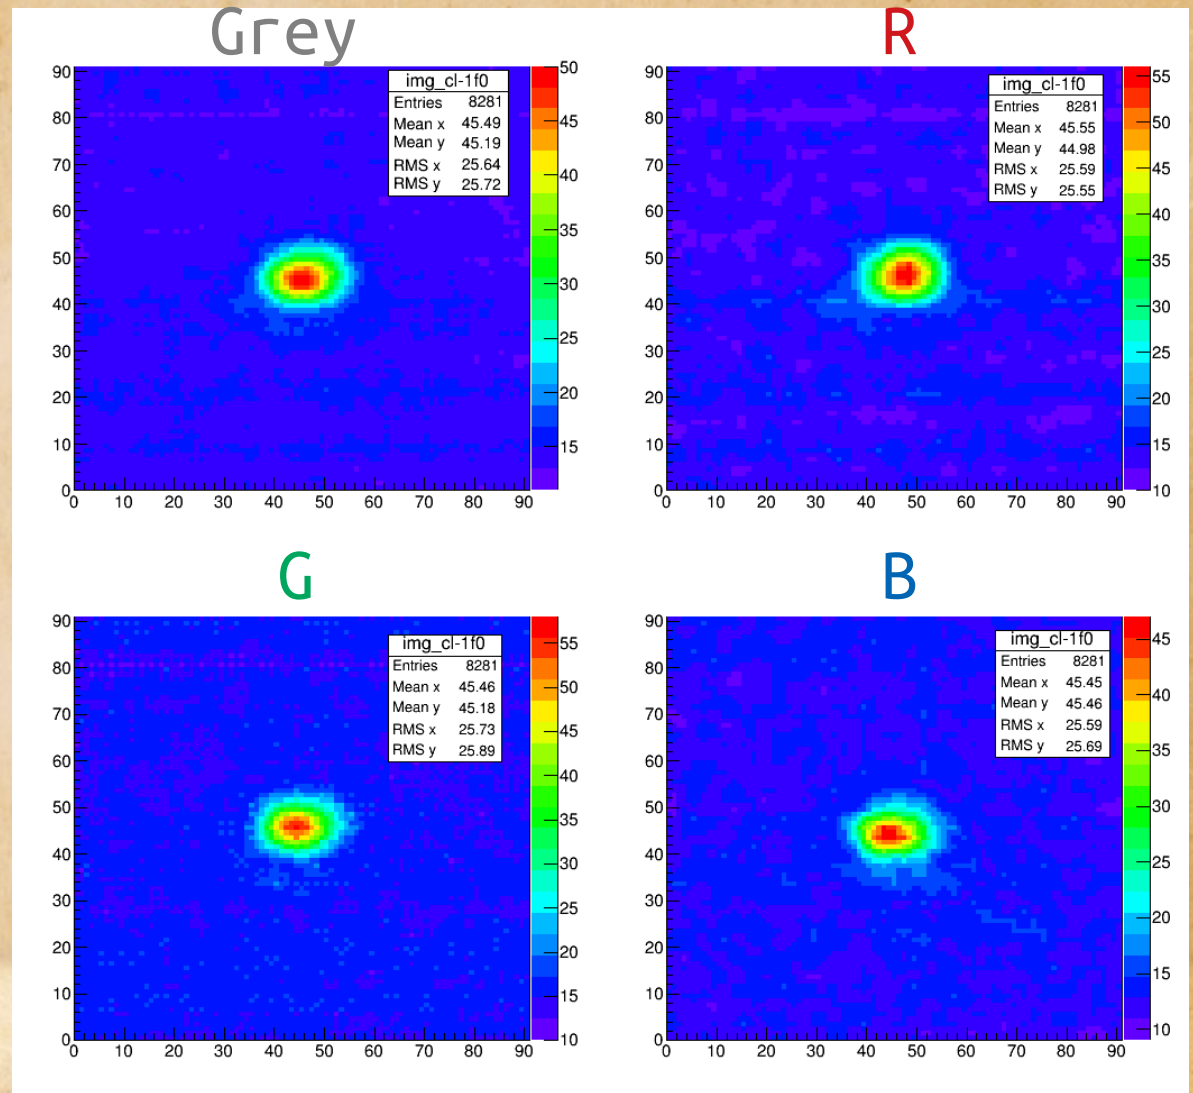 Grey
img_cl-1f0
Entries 8281
Mean x 45.49
Mean y 45.19
RMS x 25.64
RMS y 25.72
90
80
70
60
50
40
30
20
10
0
0 10 20 30 40 50 60 70 80 90
50
45
40
35
30
25
20
15
R
img_cl-1f0
Entries 8281
Mean x 45.55
Mean y 44.98
RMS x 25.59
RMS y 25.55
90
80
70
60
50
40
30
20
10
0
0 10 20 30 40 50 60 70 80 90
55
50
45
40
35
30
25
20
15
10
G
img_cl-1f0
Entries 8281
Mean x 45.46
Mean y 45.18
RMS x 25.73
RMS y 25.89
90
80
70
60
50
40
30
20
10
0
0 10 20 30 40 50 60 70 80 90
55
50
45
40
35
30
25
20
15
10
B
img_cl-1f0
Entries 8281
Mean x 45.45
Mean y 45.46
RMS x 25.59
RMS y 25.69
90
80
70
60
50
40
30
20
10
0
0 10 20 30 40 50 60 70 80 90
45
40
35
30
25
20
15
10